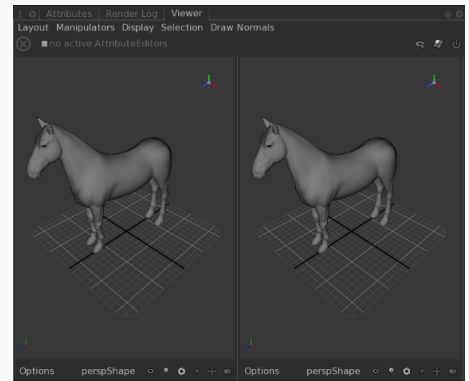 Attributes Render Log Viewer
Layout Manipulators Display Selection Draw Normals
no active AttributeEditors
Options perspShape Options perspShape